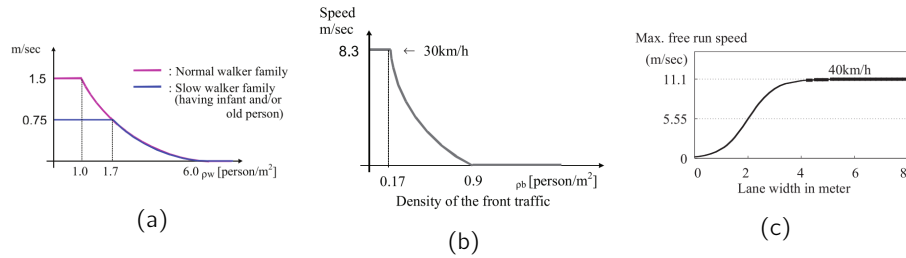 m/sec
1.5
0.75
1.0 1.7 6.0 ρw [person/m²]
: Normal walker family
: Slow walker family
(having infant and/or
old person)
(a)
Speed
m/sec
8.3
← 30km/h
0.17 0.9 ρb [person/m²]
Density of the front traffic
(b)
Max. free run speed
(m/sec)
40km/h
11.1
5.55
0
0 2 4 6 8
Lane width in meter
(c)